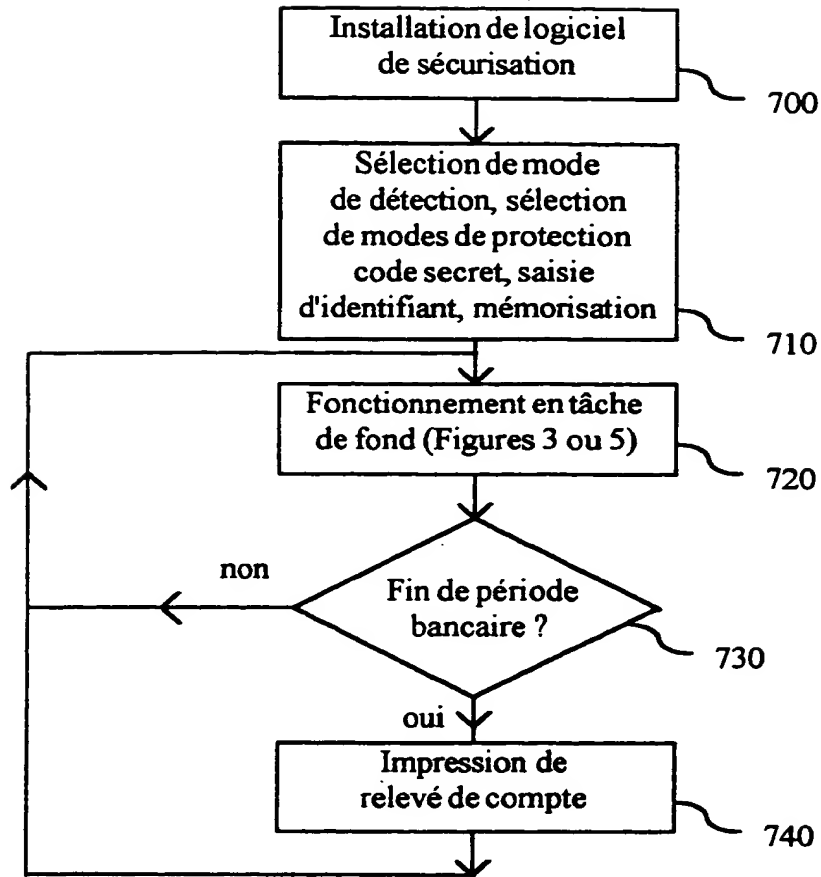 Installation de logiciel
de sécurisation
700
Sélection de mode
de détection, sélection
de modes de protection
code secret, saisie
d'identifiant, mémorisation
710
Fonctionnement en tâche
de fond (Figures 3 ou 5)
720
non
Fin de période
bancaire ?
730
oui
Impression de
relevé de compte
740